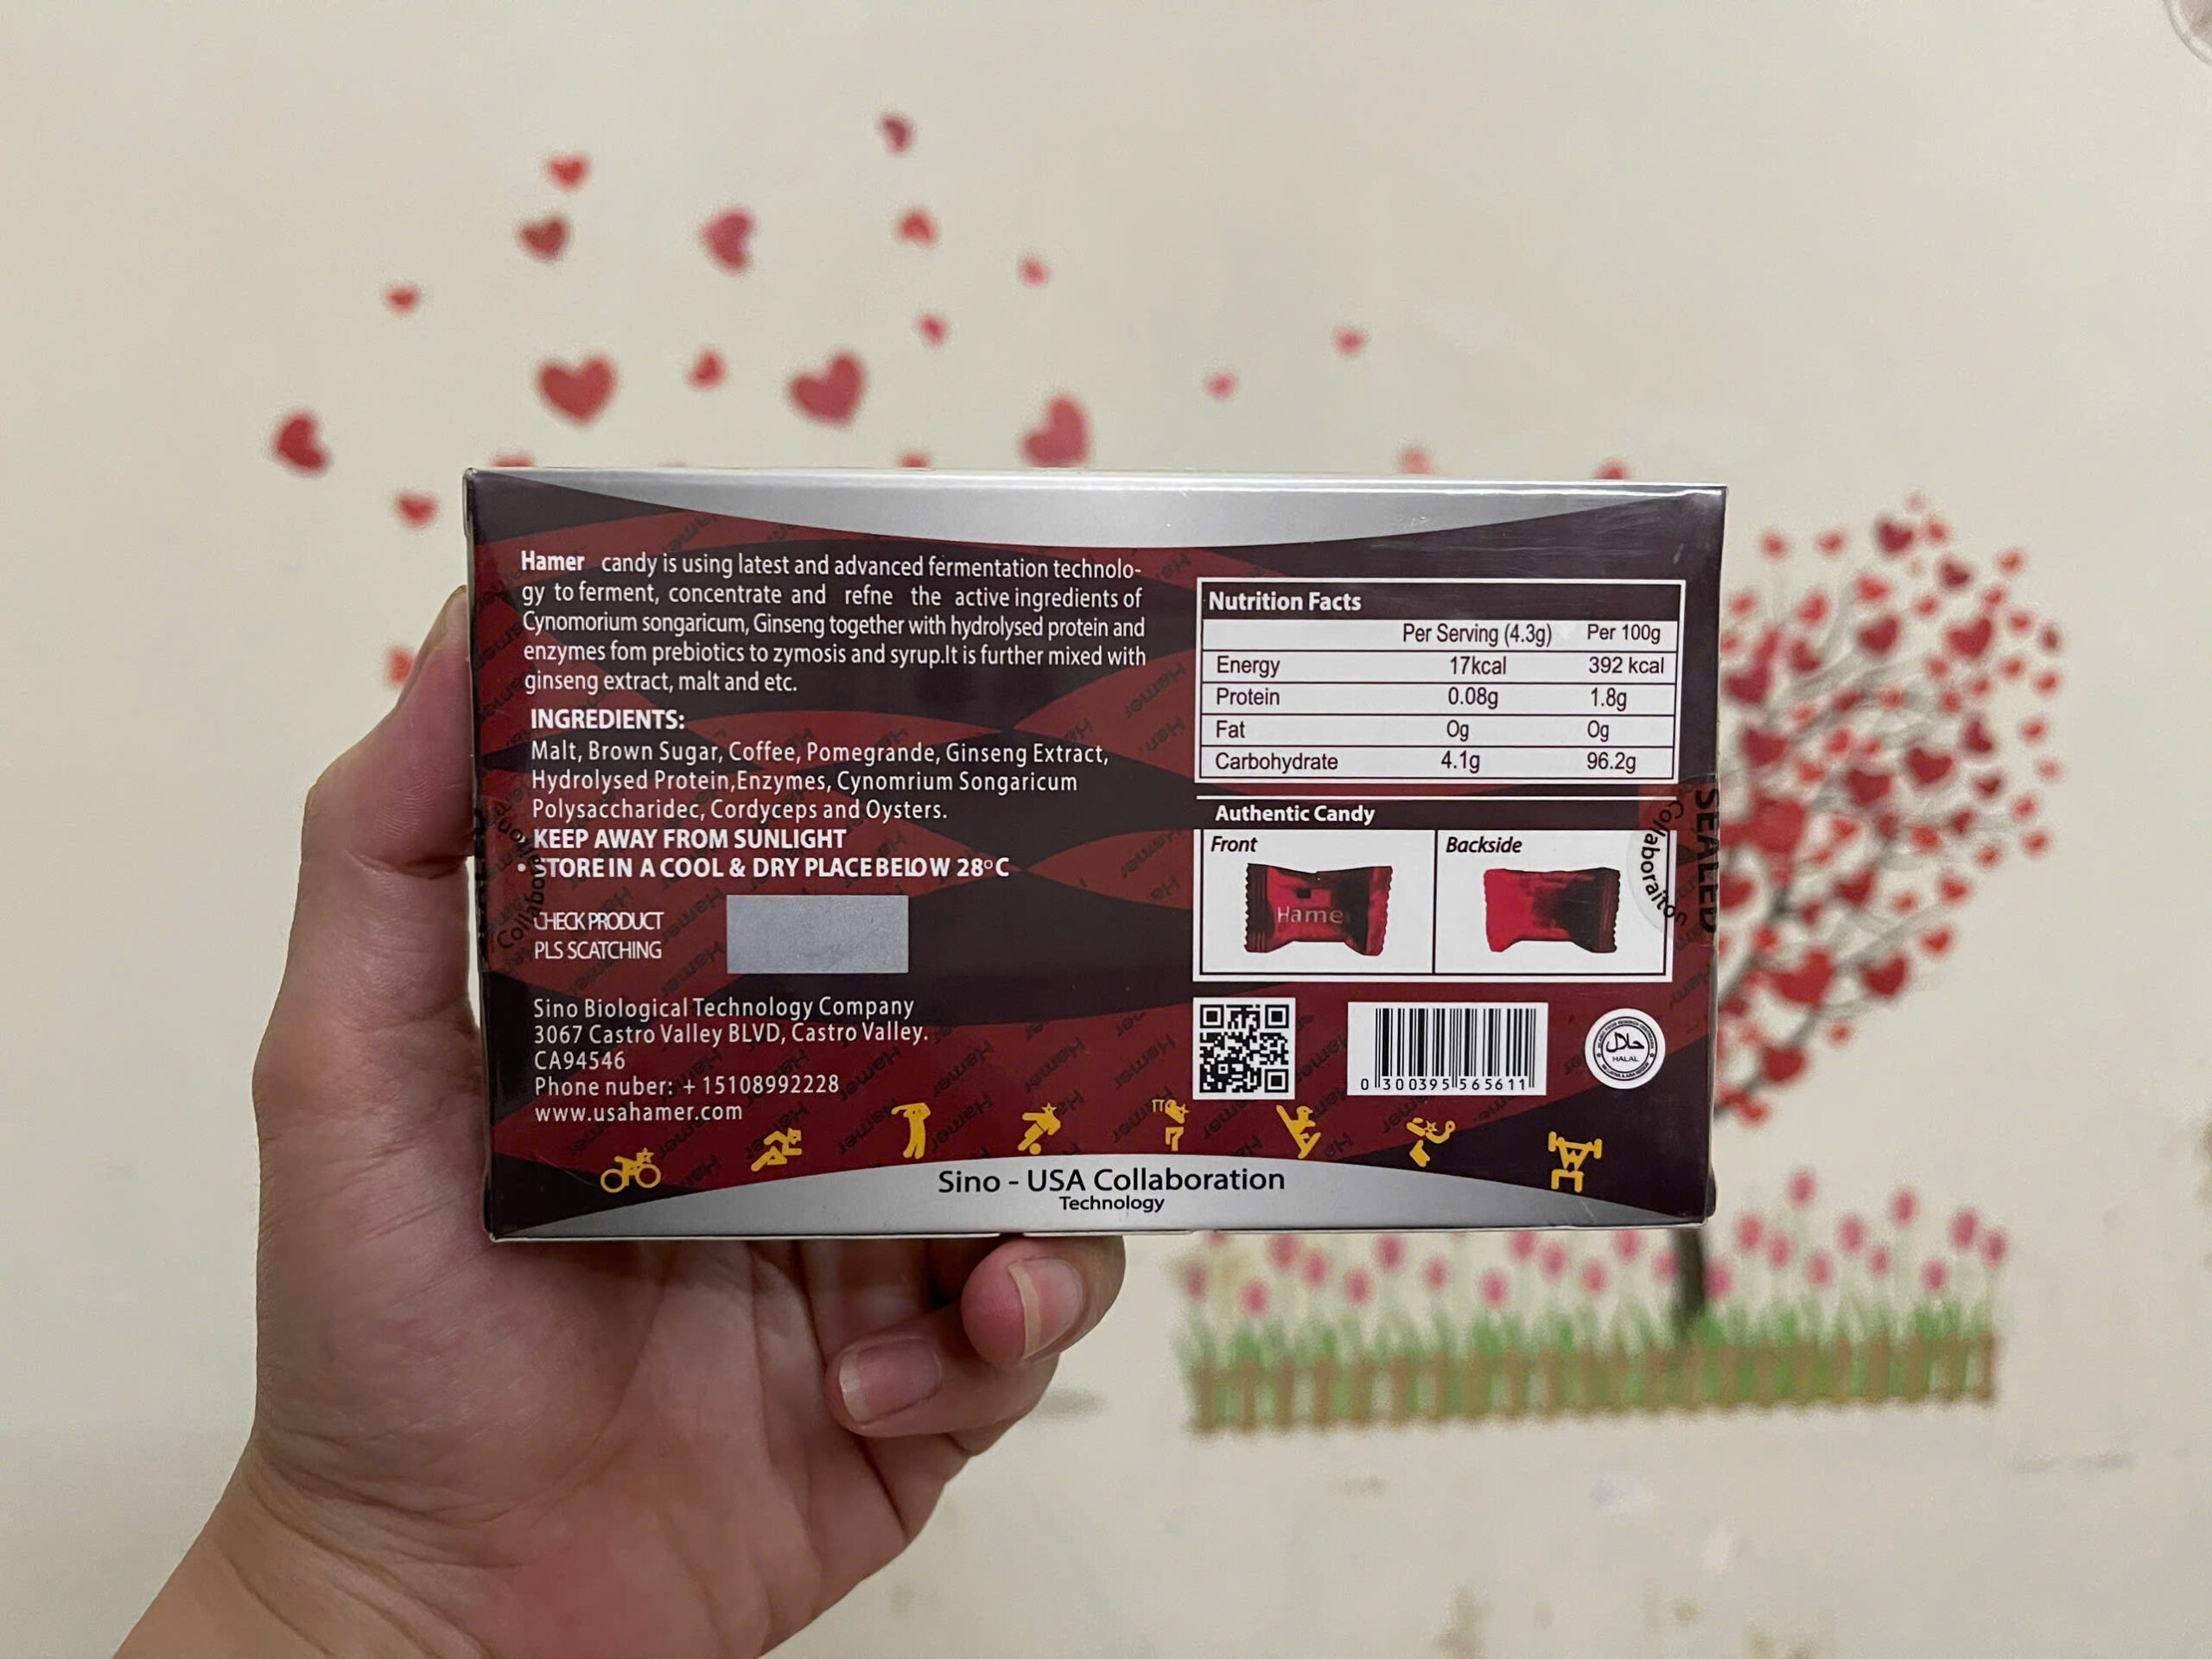 Hamer candy is using latest and advanced fermentation technolo-
gy to ferment, concentrate and refne the active ingredients of
Cynomorium songaricum, Ginseng together with hydrolysed protein and
enzymes fom prebiotics to zymosis and syrup.It is further mixed with
ginseng extract, malt and etc.
INGREDIENTS:
Malt, Brown Sugar, Coffee, Pomegrande, Ginseng Extract,
Hydrolysed Protein,Enzymes, Cynomrium Songaricum
Polysaccharidec, Cordyceps and Oysters.
• KEEP AWAY FROM SUNLIGHT
• STORE IN A COOL & DRY PLACE BELOW 28°C
CHECK PRODUCT
PLS SCATCHING
Sino Biological Technology Company
3067 Castro Valley BLVD, Castro Valley.
CA94546
Phone nuber: + 15108992228
www.usahamer.com
Nutrition Facts
Per Serving (4.3g) Per 100g
Energy 17kcal 392 kcal
Protein 0.08g 1.8g
Fat 0g 0g
Carbohydrate 4.1g 96.2g
Authentic Candy
Front Backside
Hame
SEALED
Collaboraiton
0 300395 565611
حلال
HALAL
Sino - USA Collaboration
Technology